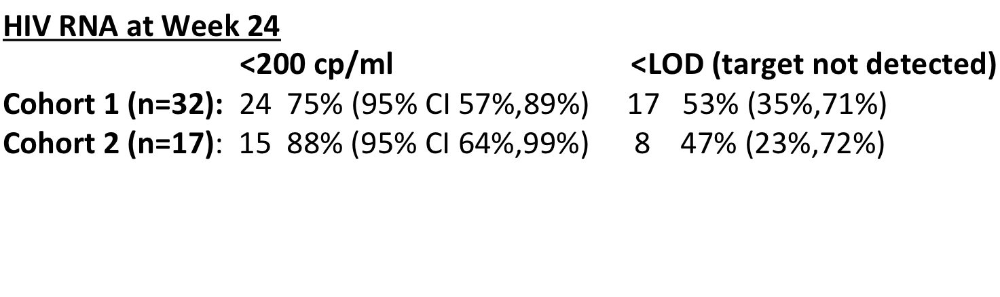 HIV RNA at Week 24
<200 cp/ml <LOD (target not detected)
Cohort 1 (n=32): 24 75% (95% CI 57%,89%) 17 53% (35%,71%)
Cohort 2 (n=17): 15 88% (95% CI 64%,99%) 8 47% (23%,72%)